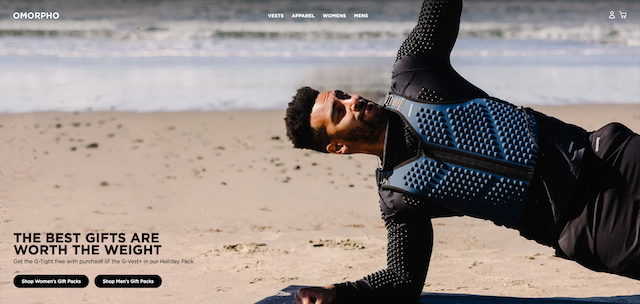 OMORPHO
VESTS APPAREL WOMENS MENS
THE BEST GIFTS ARE
WORTH THE WEIGHT
Get the G-Tight free with purchase of the G-Vest+ in our Holiday Pack
Shop Women's Gift Packs Shop Men's Gift Packs